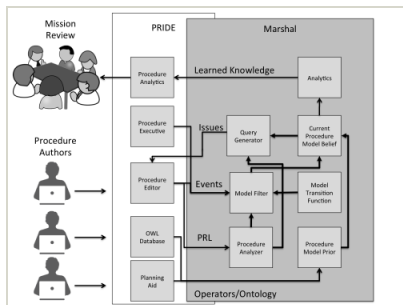 Mission
Review
PRIDE
Marshal
Procedure
Analytics
Learned Knowledge
Analytics
Procedure
Executive
Issues
Query
Generator
Current
Procedure
Model Belief
Procedure
Authors
Procedure
Editor
Events
Model Filter
Model
Transition
Function
OWL
Database
PRL
Procedure
Analyzer
Procedure
Model Prior
Planning
Aid
Operators/Ontology